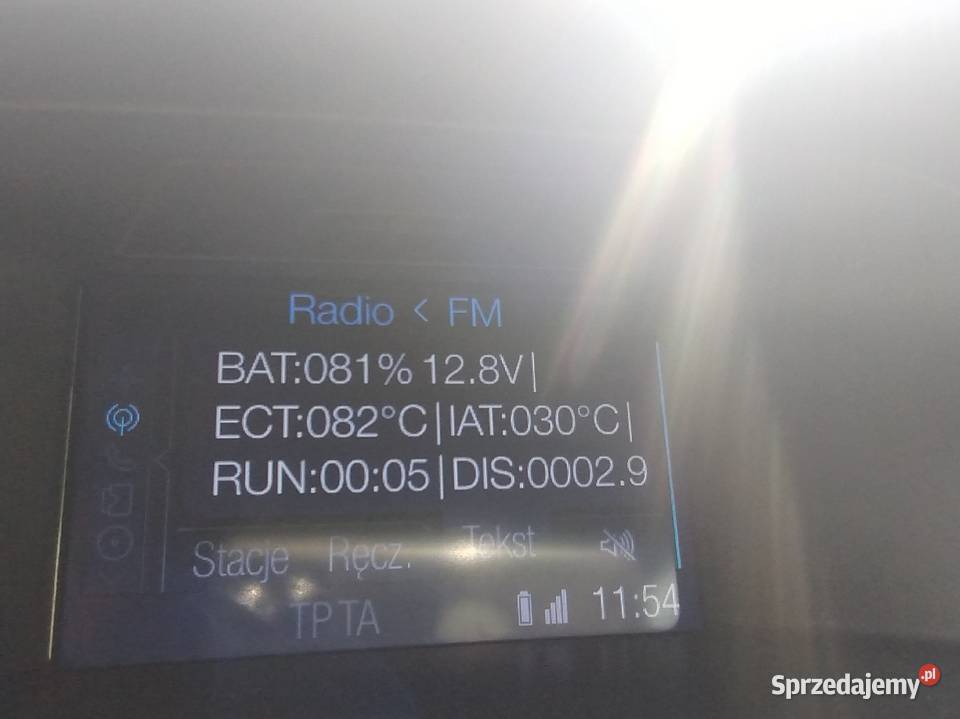 Radio < FM
BAT:081% 12.8V|
ECT:082°C|IAT:030°C|
RUN:00:05|DIS:0002.9
Stacje Ręcz. Tekst
TP TA 11:54
Sprzedajemy.pl